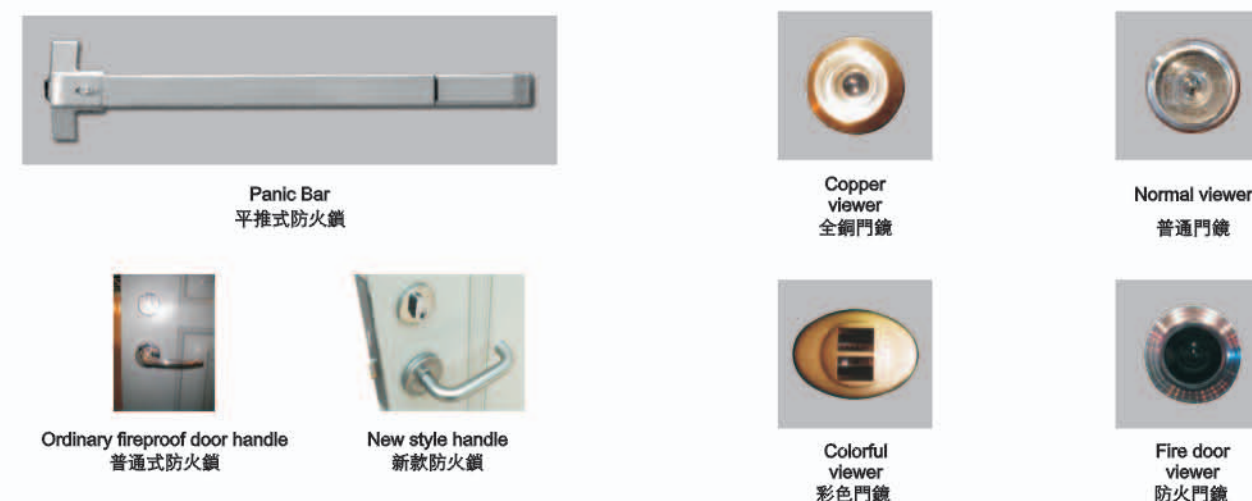 Panic Bar
平推式防火鎖
Copper
viewer
全銅門鏡
Normal viewer
普通門鏡
Ordinary fireproof door handle
普通式防火鎖
New style handle
新款防火鎖
Colorful
viewer
彩色門鏡
Fire door
viewer
防火門鏡